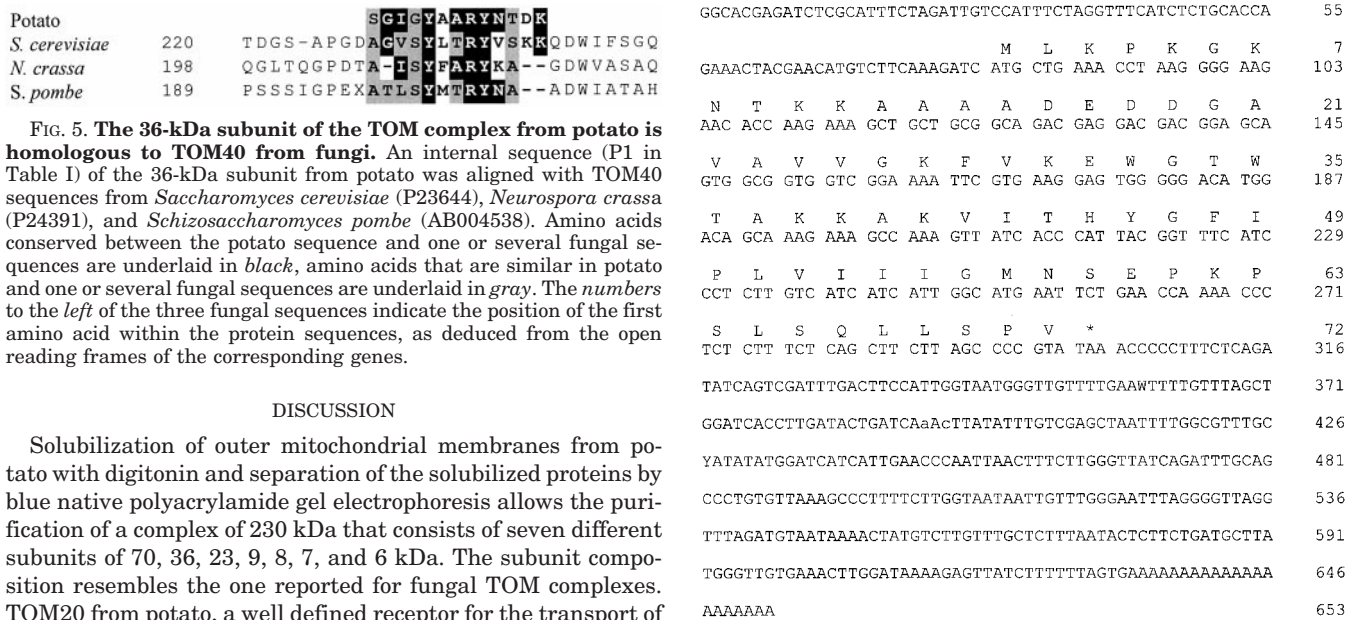 Potato SGIGYAARYNTDK
S. cerevisiae 220 TDGS-APGDAGVSYLTRYVSKKQDWIFSGQ
N. crassa 198 QGLTQGPDTA-ISYFARYKA--GDWVASAQ
S. pombe 189 PSSSIGPEXATLSYMTRYNA--ADWIATAH
FIG. 5. The 36-kDa subunit of the TOM complex from potato is
homologous to TOM40 from fungi. An internal sequence (P1 in
Table I) of the 36-kDa subunit from potato was aligned with TOM40
sequences from Saccharomyces cerevisiae (P23644), Neurospora crassa
(P24391), and Schizosaccharomyces pombe (AB004538). Amino acids
conserved between the potato sequence and one or several fungal se-
quences are underlaid in black, amino acids that are similar in potato
and one or several fungal sequences are underlaid in gray. The numbers
to the left of the three fungal sequences indicate the position of the first
amino acid within the protein sequences, as deduced from the open
reading frames of the corresponding genes.
DISCUSSION
Solubilization of outer mitochondrial membranes from po-
tato with digitonin and separation of the solubilized proteins by
blue native polyacrylamide gel electrophoresis allows the puri-
fication of a complex of 230 kDa that consists of seven different
subunits of 70, 36, 23, 9, 8, 7, and 6 kDa. The subunit compo-
sition resembles the one reported for fungal TOM complexes.
TOM20 from potato, a well defined receptor for the transport of
GGCACGAGATCTCGCATTTCTAGATTGTCCATTTCTAGGTTTCATCTCTGCACCA 55
M L K P K G K 7
GAAACTACGAACATGTCTTCAAAGATC ATG CTG AAA CCT AAG GGG AAG 103
N T K K A A A A D E D D G A 21
AAC ACC AAG AAA GCT GCT GCG GCA GAC GAG GAC GAC GGA GCA 145
V A V V G K F V K E W G T W 35
GTG GCG GTG GTC GGA AAA TTC GTG AAG GAG TGG GGG ACA TGG 187
T A K K A K V I T H Y G F I 49
ACA GCA AAG AAA GCC AAA GTT ATC ACC CAT TAC GGT TTC ATC 229
P L V I I I G M N S E P K P 63
CCT CTT GTC ATC ATC ATT GGC ATG AAT TCT GAA CCA AAA CCC 271
S L S Q L L S P V * 72
TCT CTT TCT CAG CTT CTT AGC CCC GTA TAA ACCCCCTTTCTCAGA 316
TATCAGTCGATTTGACTTCCATTGGTAATGGGTTGTTTTGAAWTTTTGTTTAGCT 371
GGATCACCTTGATACTGATCAaAcTTATATTTGTCGAGCTAATTTTGGCGTTTGC 426
YATATATGGATCATCATTGAACCCAATTAACTTTCTTGGGTTATCAGATTTGCAG 481
CCCTGTGTTAAAGCCCTTTTCTTGGTAATAATTGTTTGGGAATTTAGGGGTTAGG 536
TTTAGATGTAATAAAACTATGTCTTGTTTGCTCTTTAATACTCTTCTGATGCTTA 591
TGGGTTGTGAAACTTGGATAAAAGAGTTATCTTTTTTAGTGAAAAAAAAAAAAAAA 646
AAAAAAA 653